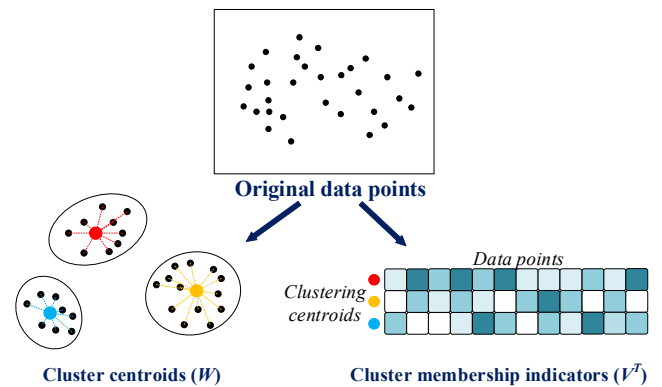 Original data points
Data points
Clustering
centroids
Cluster centroids (W)
Cluster membership indicators (V^T)